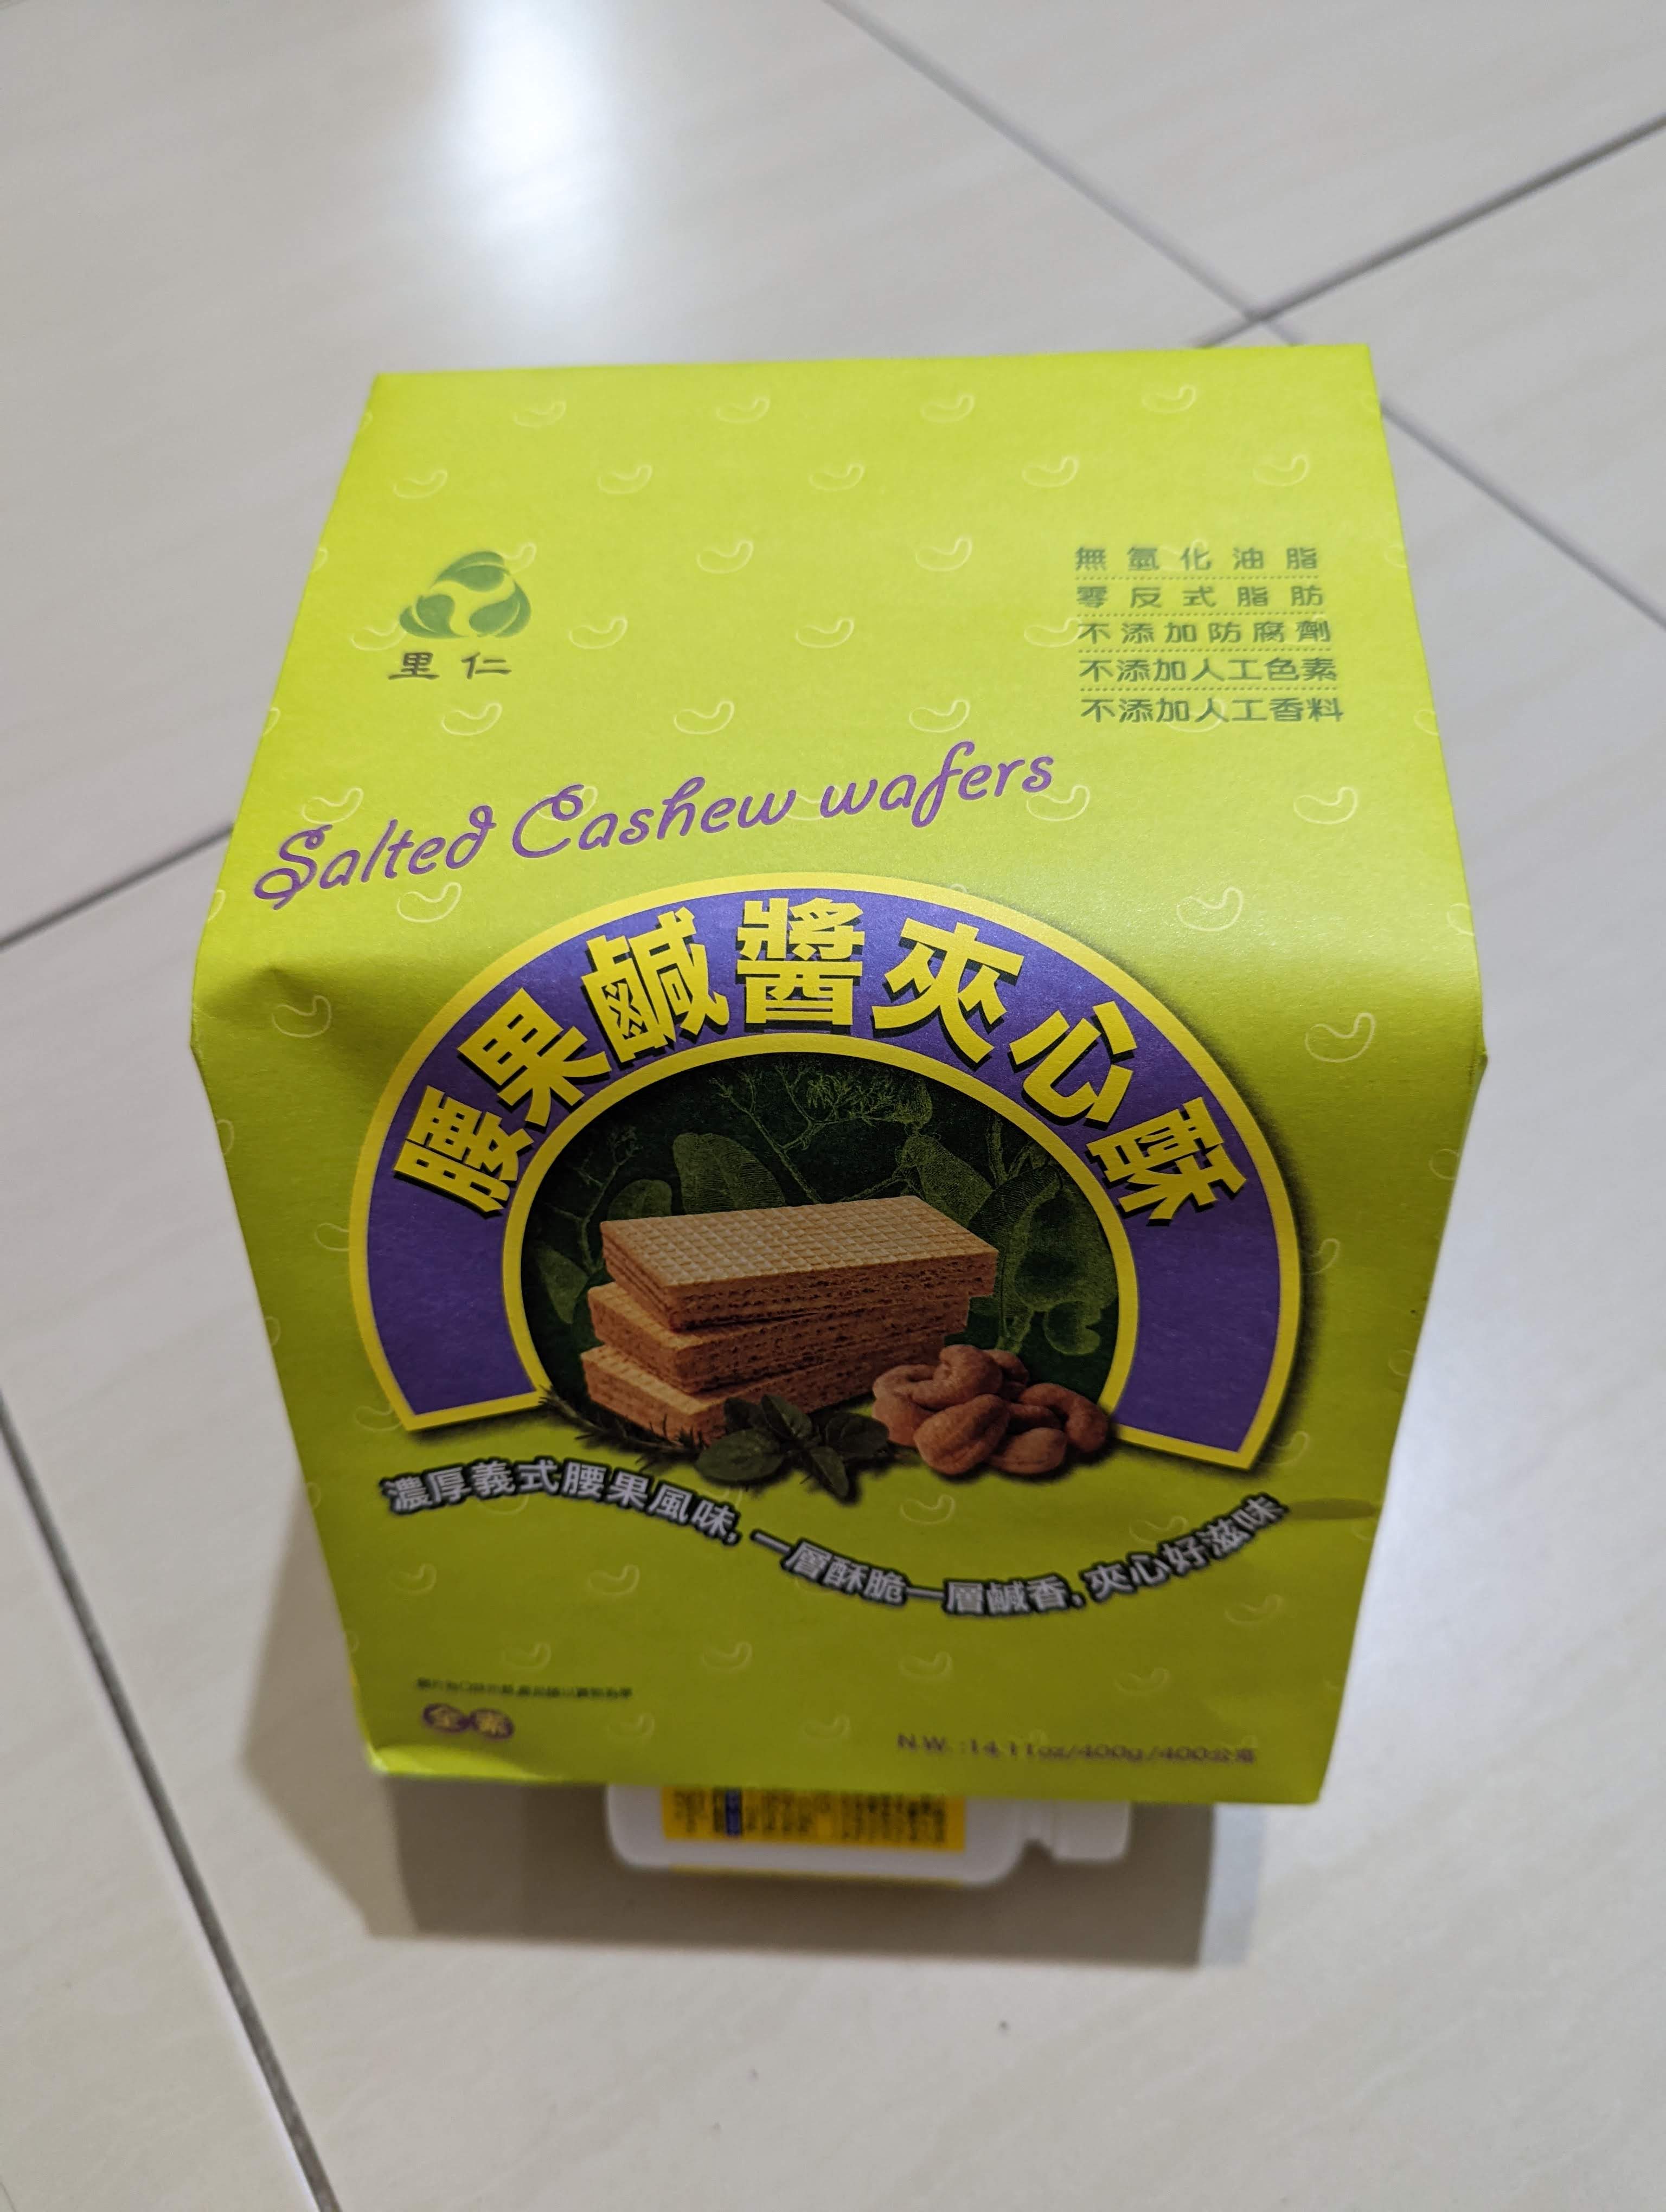 里仁
無氫化油脂
零反式脂肪
不添加防腐劑
不添加人工色素
不添加人工香料
Salted Cashew wafers
腰果鹹醬夾心酥
濃厚義式腰果風味,一層酥脆一層鹹香,夾心好滋味
全素
N.W.:14.11oz/400g/400公克